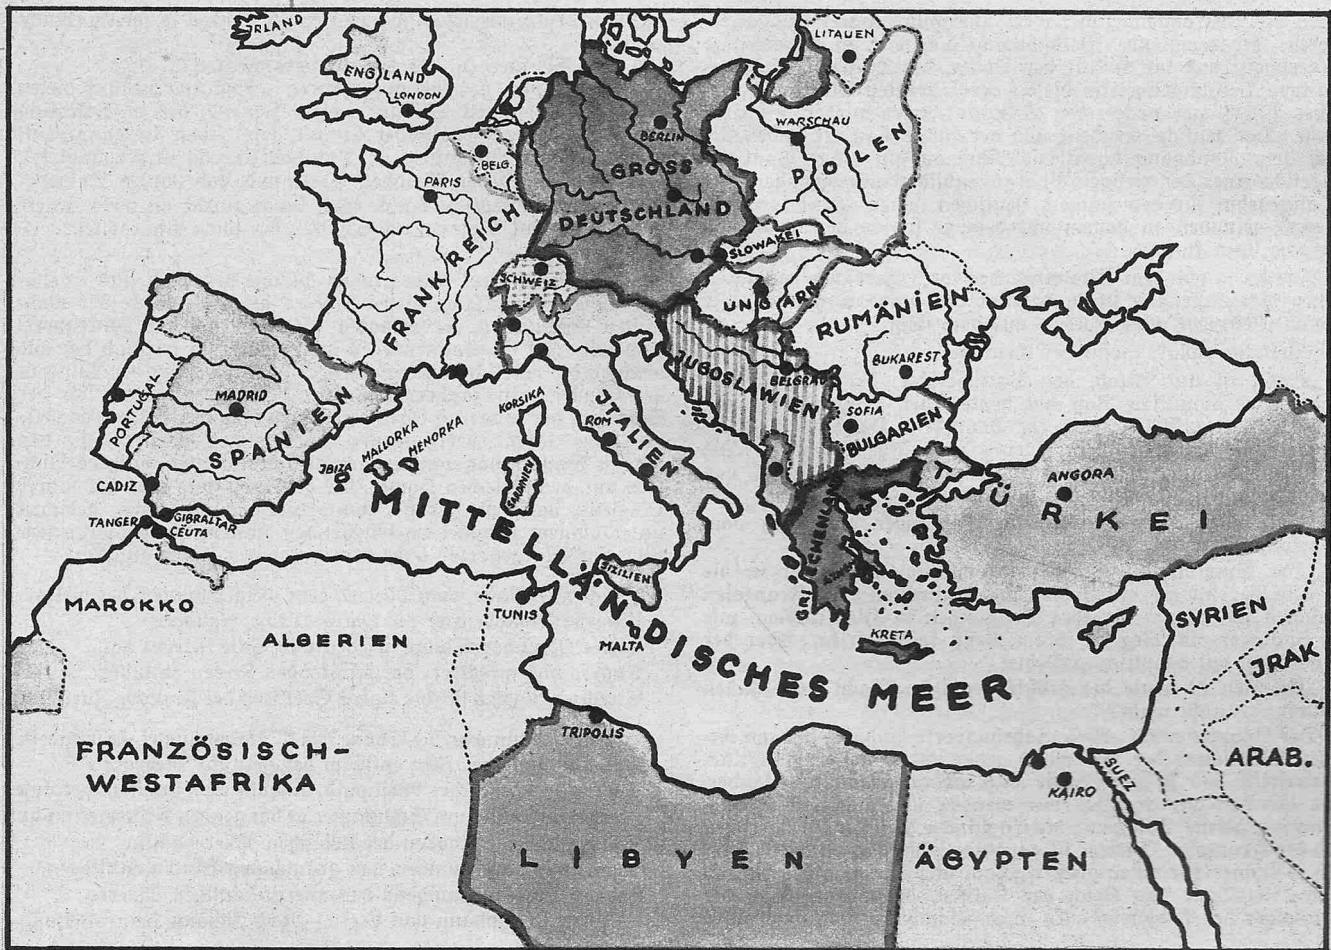 JRLAND
ENGLAND
LONDON
LITAUEN
WARSCHAU
POLEN
BERLIN
GROSS
DEUTSCHLAND
BELG.
PARIS
FRANKREICH
SCHWEIZ
SLOWAKEI
UNGARN
RUMÄNIEN
BUKAREST
JUGOSLAWIEN
BELGRAD
SOFIA
BULGARIEN
PORTUGAL
MADRID
SPANIEN
CADIZ
TANGER
GIBRALTAR
CËUTA
JBIZA
MALLORKA
MENORKA
KORSIKA
SARDINIEN
JTALIEN
ROM
SIZILIEN
MALTA
MITTELLÄNDISCHES MEER
GRIECHENLAND
KRETA
TÜRKEI
ANGORA
SYRIEN
JRAK
ARAB.
MAROKKO
ALGERIEN
TUNIS
FRANZÖSISCH-
WESTAFRIKA
TRIPOLIS
LIBYEN
ÄGYPTEN
KAIRO
SUEZ